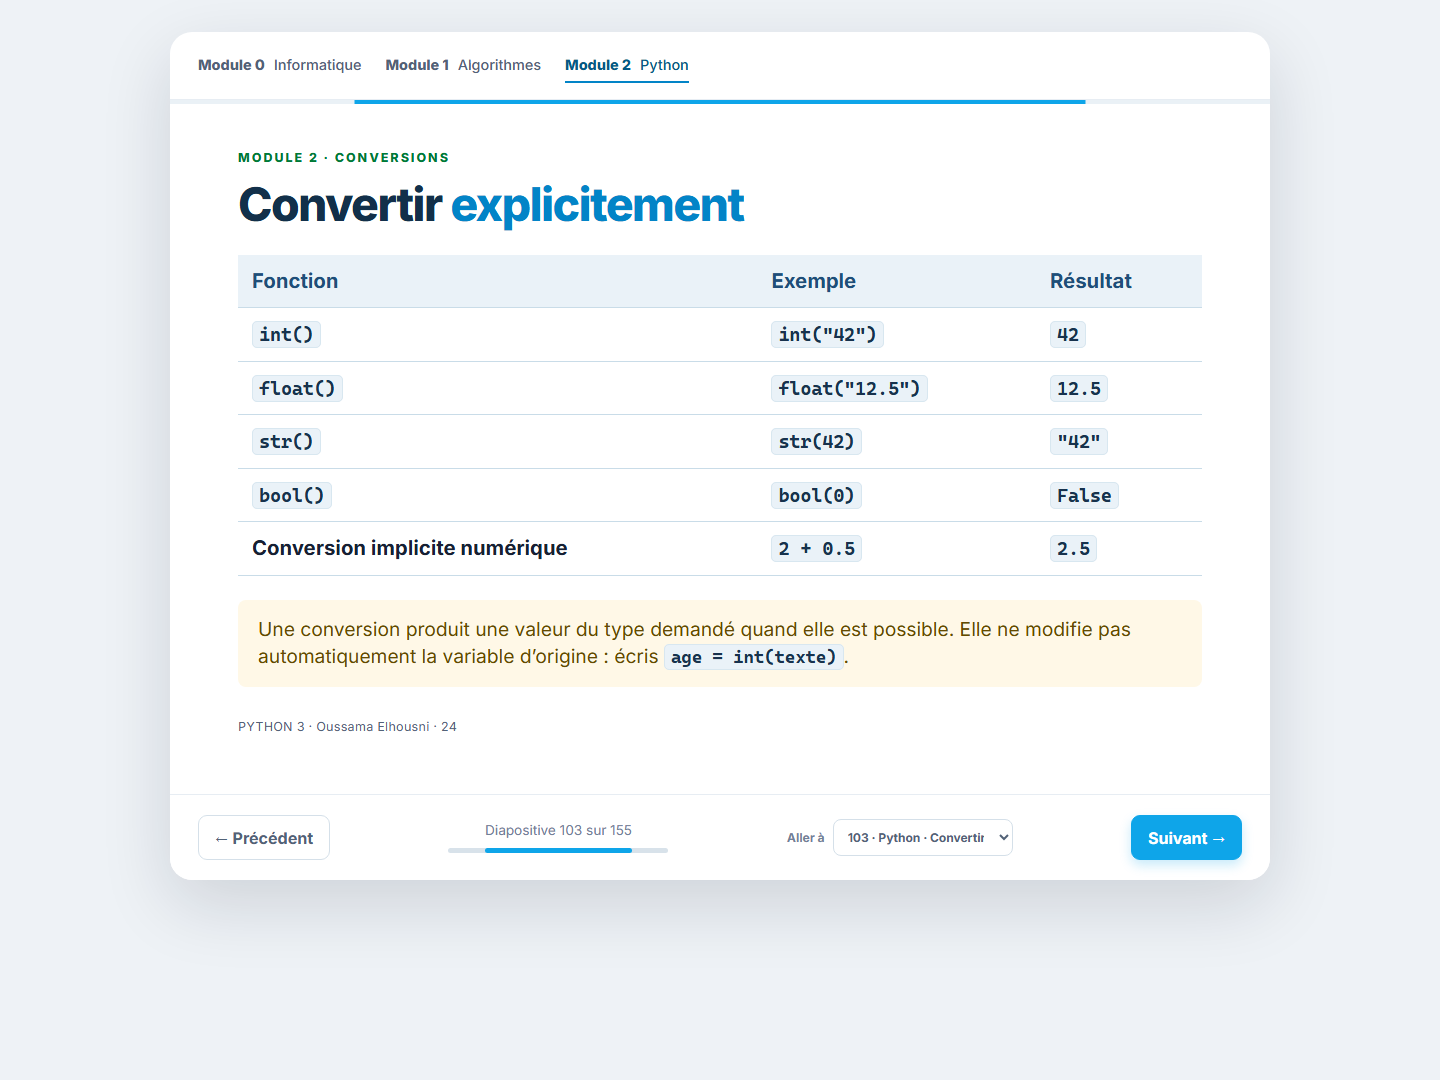 Module 0 Informatique Module 1 Algorithmes Module 2 Python
MODULE 2 · CONVERSIONS
Convertir explicitement
Fonction Exemple Résultat
int() int("42") 42
float() float("12.5") 12.5
str() str(42) "42"
bool() bool(0) False
Conversion implicite numérique 2 + 0.5 2.5
Une conversion produit une valeur du type demandé quand elle est possible. Elle ne modifie pas
automatiquement la variable d’origine : écris age = int(texte).
PYTHON 3 · Oussama Elhousni · 24
← Précédent Diapositive 103 sur 155 Aller à 103 · Python · Convertir Suivant →